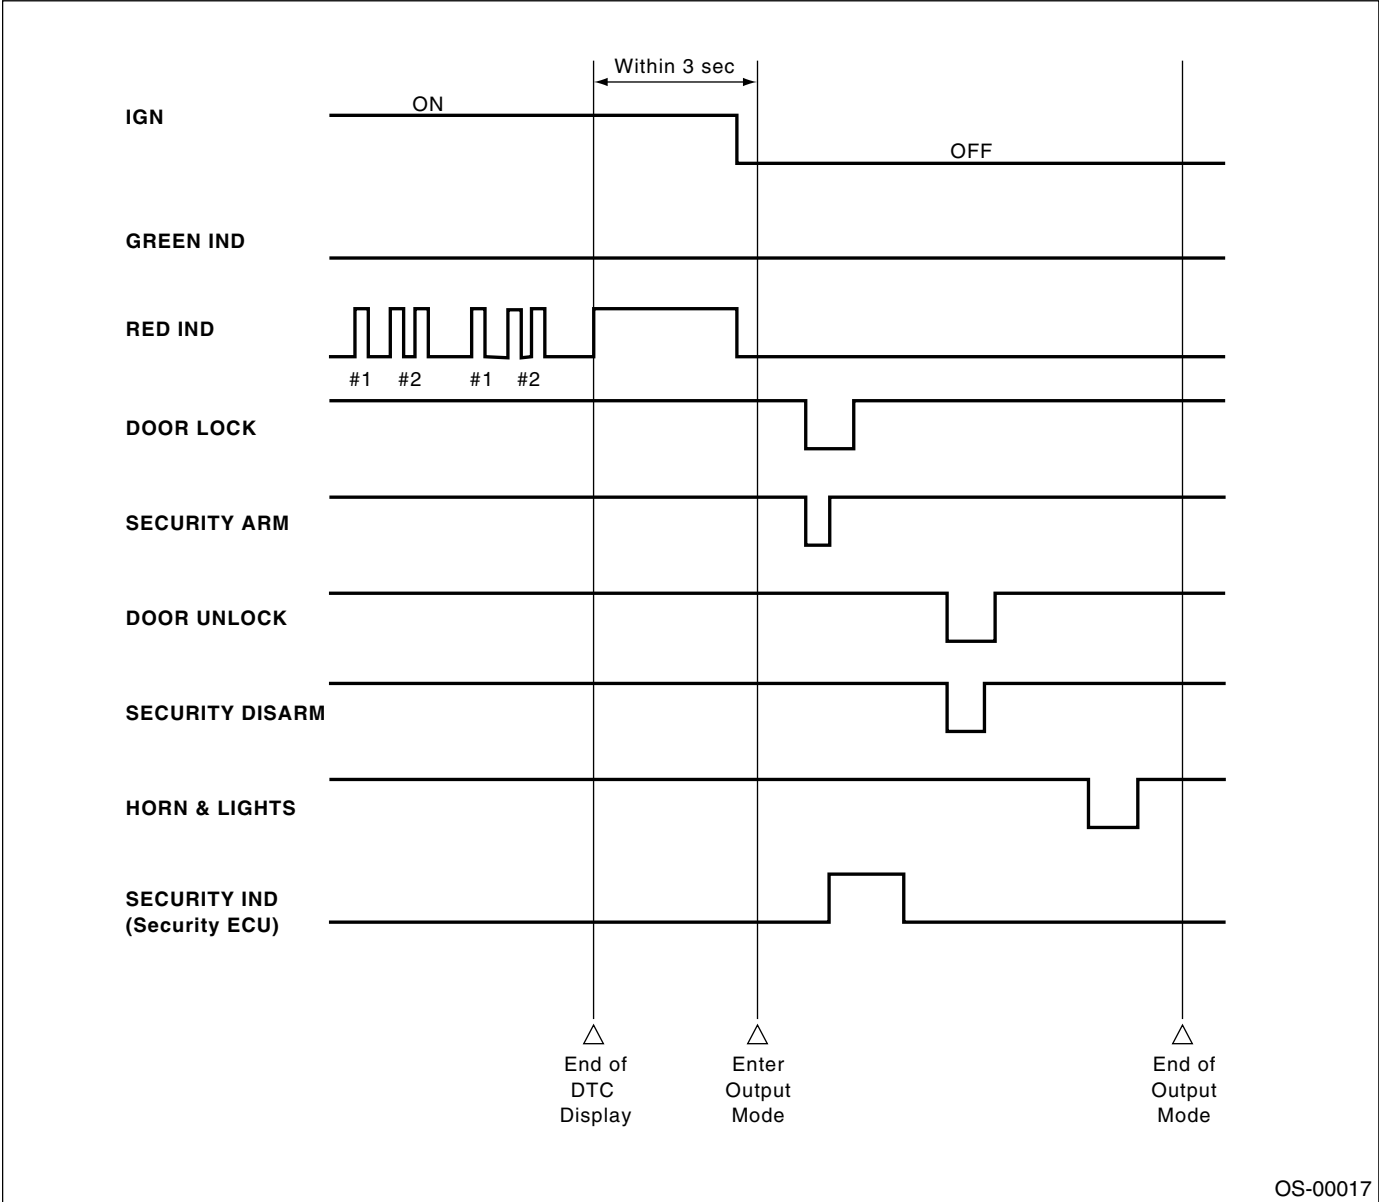 Within 3 sec
IGN
ON
OFF
GREEN IND
RED IND
#1 #2 #1 #2
DOOR LOCK
SECURITY ARM
DOOR UNLOCK
SECURITY DISARM
HORN & LIGHTS
SECURITY IND
(Security ECU)
End of
DTC
Display
Enter
Output
Mode
End of
Output
Mode
OS-00017